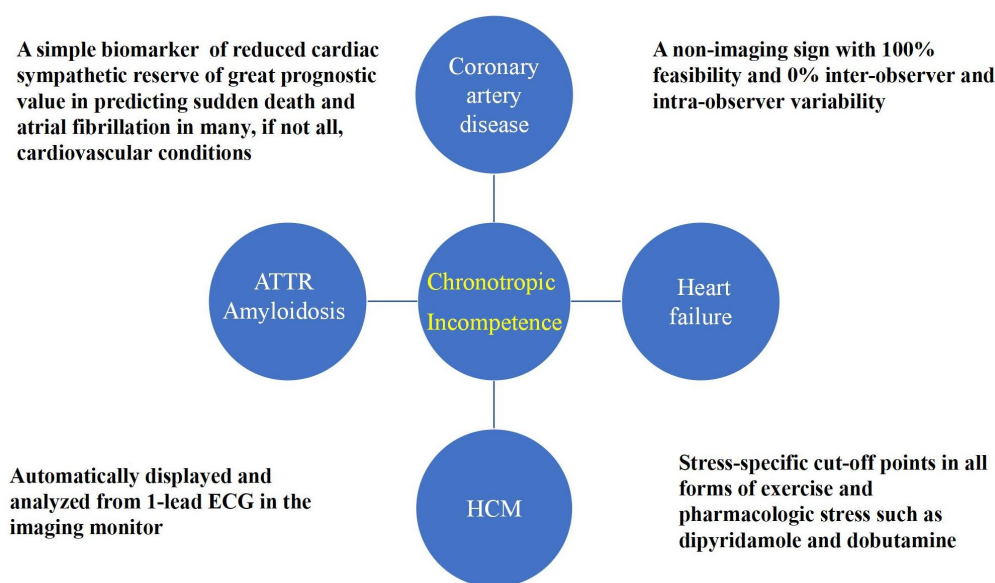 A simple biomarker of reduced cardiac
sympathetic reserve of great prognostic
value in predicting sudden death and
atrial fibrillation in many, if not all,
cardiovascular conditions
Coronary
artery
disease
A non-imaging sign with 100%
feasibility and 0% inter-observer and
intra-observer variability
ATTR
Amyloidosis
Chronotropic
Incompetence
Heart
failure
Automatically displayed and
analyzed from 1-lead ECG in the
imaging monitor
HCM
Stress-specific cut-off points in all
forms of exercise and
pharmacologic stress such as
dipyridamole and dobutamine